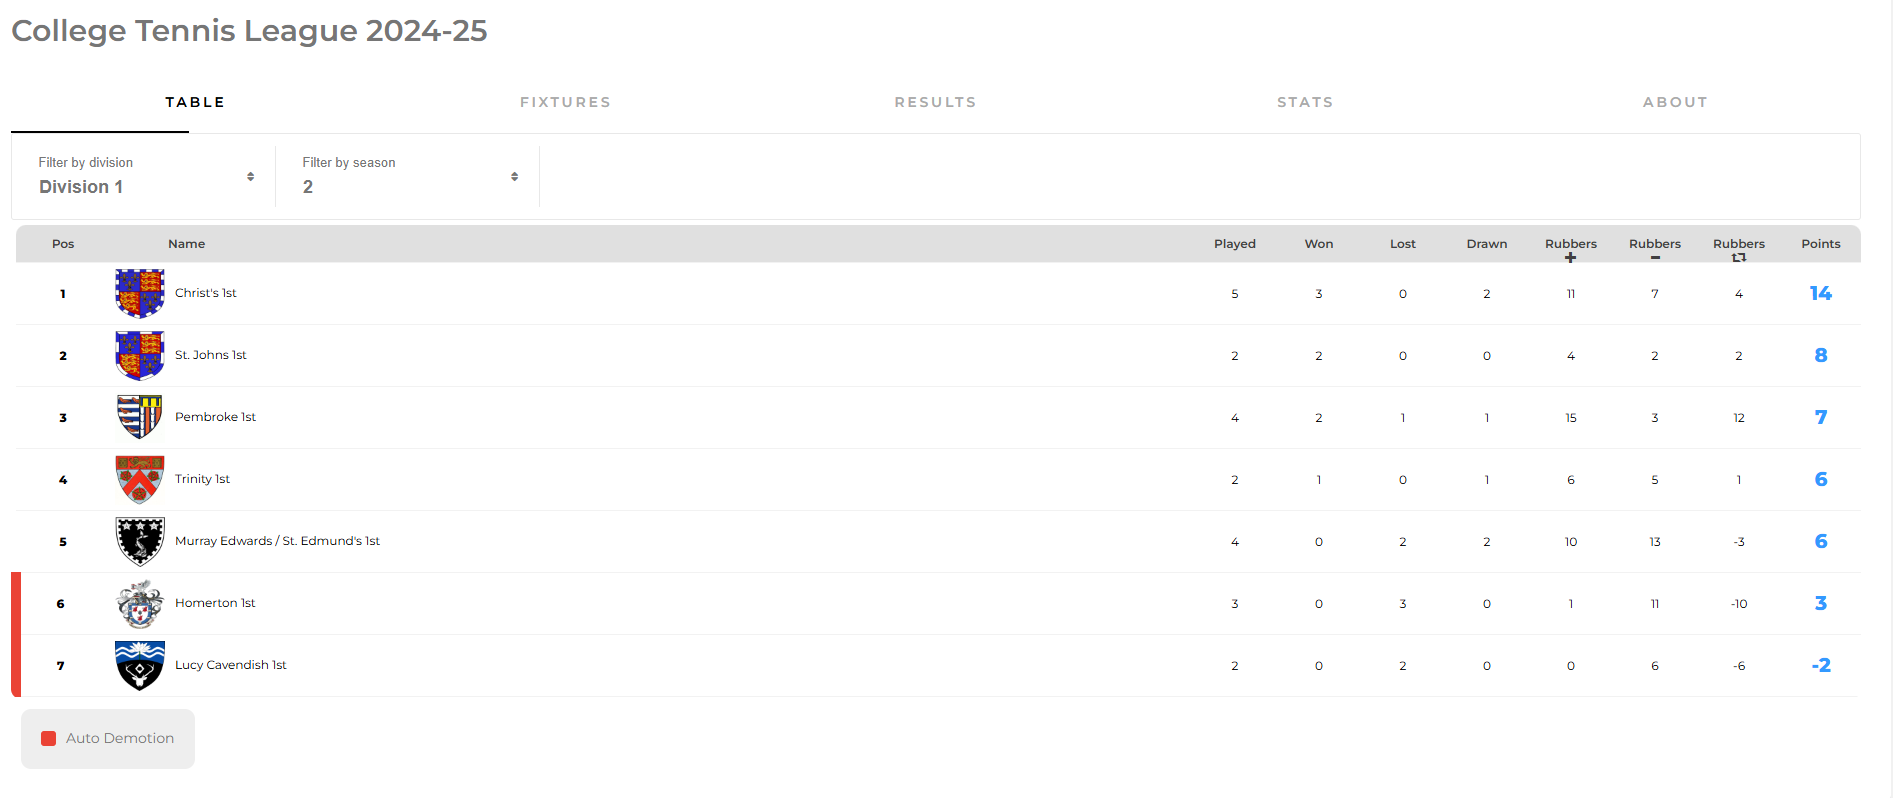 College Tennis League 2024-25
TABLE FIXTURES RESULTS STATS ABOUT
Filter by division Filter by season
Division 1 2
Pos Name Played Won Lost Drawn Rubbers + Rubbers - Rubbers Points
1 Christ's 1st 5 3 0 2 11 7 4 14
2 St. Johns 1st 2 2 0 0 4 2 2 8
3 Pembroke 1st 4 2 1 1 15 3 12 7
4 Trinity 1st 2 1 0 1 6 5 1 6
5 Murray Edwards / St. Edmund's 1st 4 0 2 2 10 13 -3 6
6 Homerton 1st 3 0 3 0 1 11 -10 3
7 Lucy Cavendish 1st 2 0 2 0 0 6 -6 -2
Auto Demotion